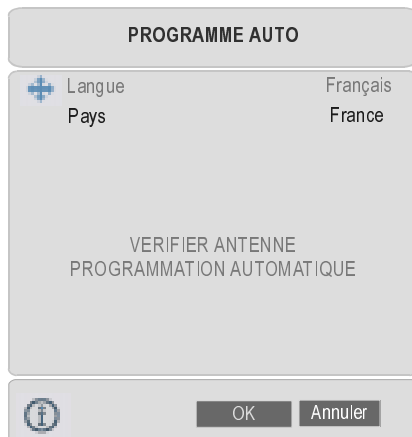 PROGRAMME AUTO
Langue Français
Pays France
VERIFIER ANTENNE
PROGRAMMATION AUTOMATIQUE
OK Annuler